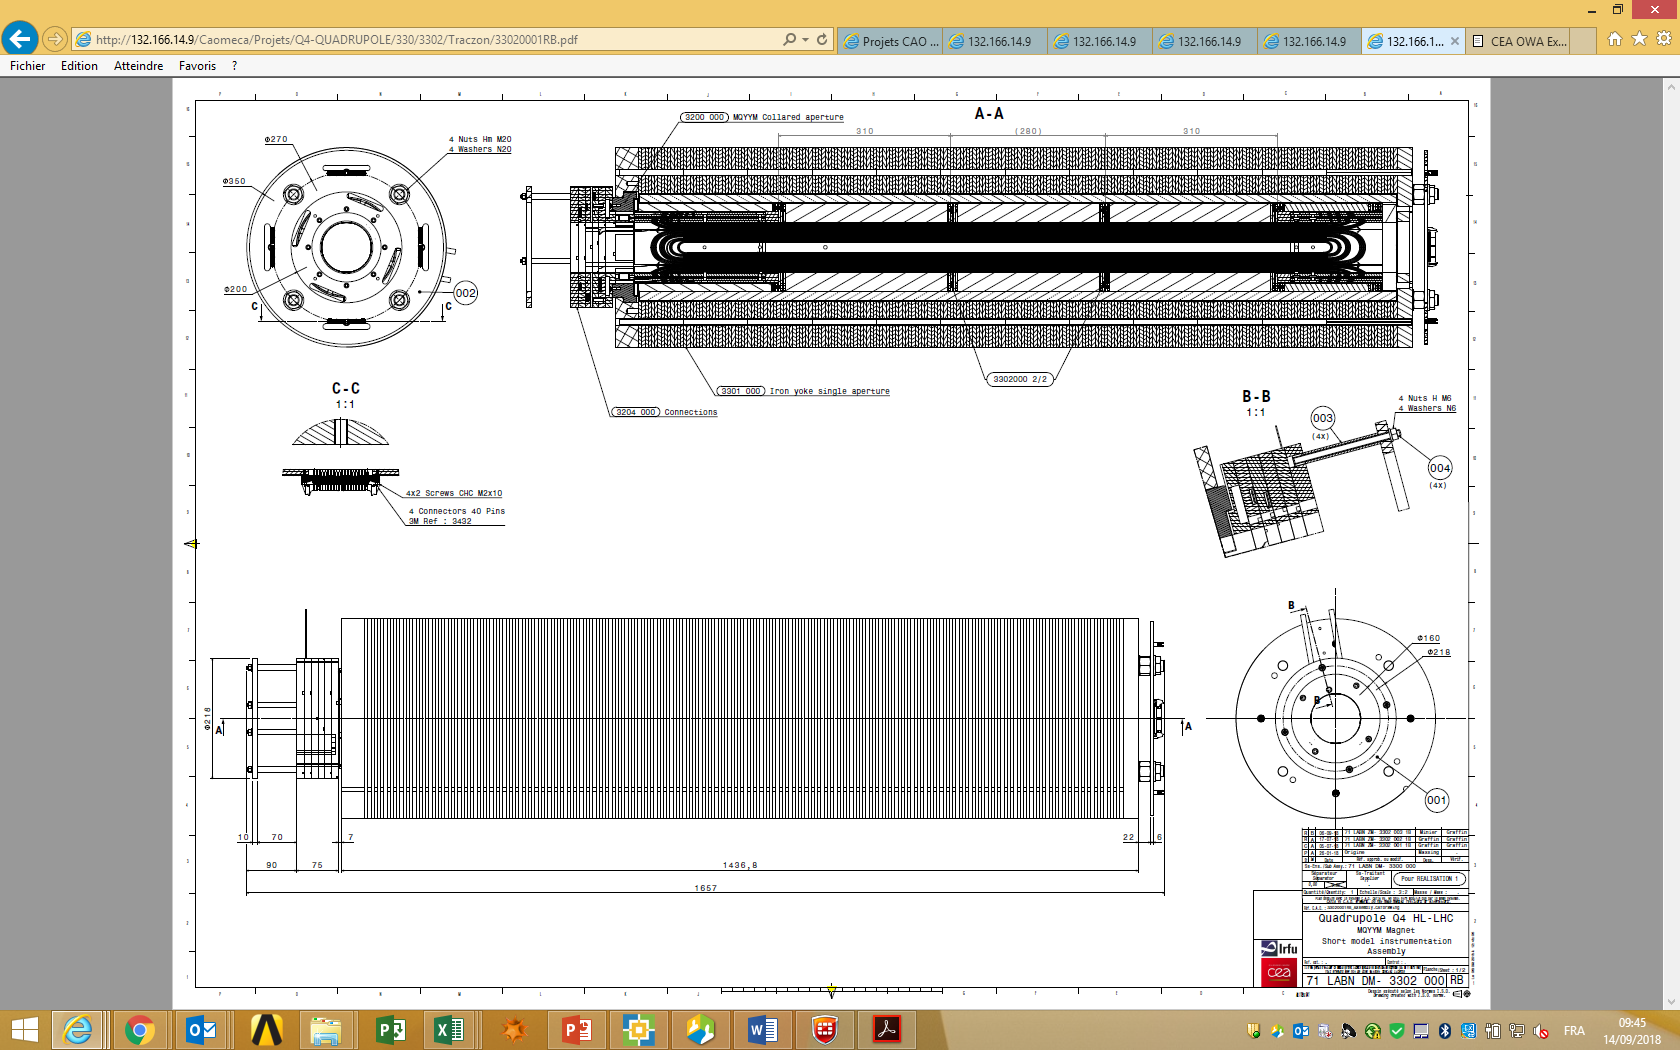 http://132.166.14.9/Caomeca/Projets/Q4-QUADRUPOLE/330/3302/Traczon/33020001RB.pdf
Projets CAO ...
132.166.14.9
132.166.14.9
132.166.14.9
132.166.14.9
132.166.1...
CEA OWA Ex...
Fichier Edition Atteindre Favoris ?
A-A
3200 000 MQYYM Collared aperture
310 (280) 310
Φ270
4 Nuts Hm M20
4 Washers N20
Φ350
Φ200
002
C C
3302000 2/2
3301 000 Iron yoke single aperture
3204 000 Connections
C-C
1:1
4x2 Screws CHC M2x10
4 Connectors 40 Pins
3M Ref : 3432
B-B
1:1
4 Nuts H M6
4 Washers N6
003
(4X)
004
(4X)
B
Φ160
Φ218
B
001
Φ218
A
A
10 70 7 22 6
90 75 1436,8
1657
Pour REALISATION 1
Quadrupole Q4 HL-LHC
MQYYM Magnet
Short model instrumentation
Assembly
Irfu
cea
71 LABN DM- 3302 000 RB
09:45
FRA
14/09/2018